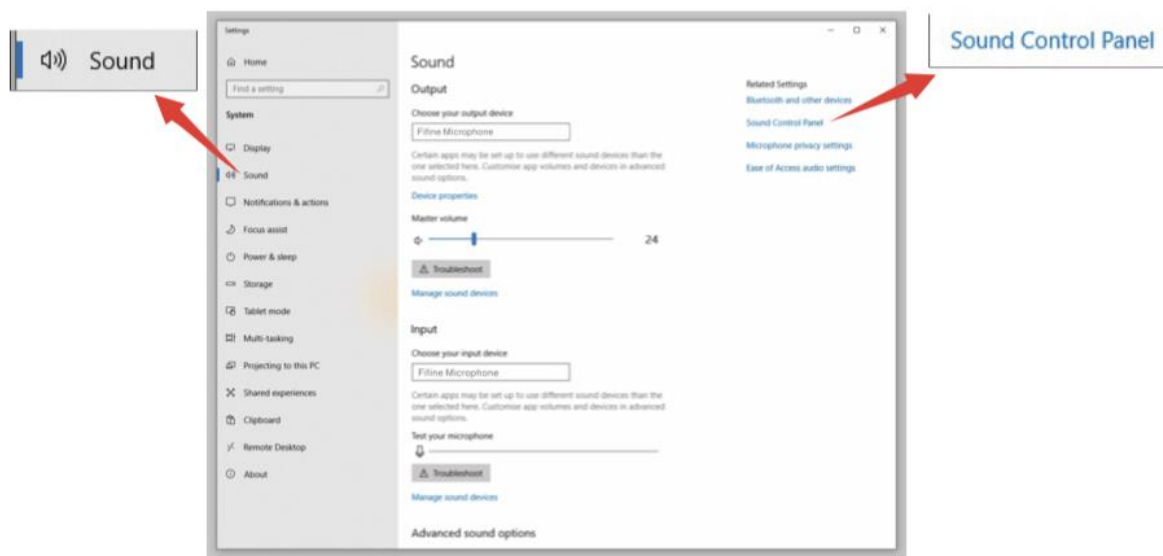 Sound
Sound Control Panel
Settings
Home
Find a setting
System
Display
Sound
Notifications & actions
Focus assist
Power & sleep
Storage
Tablet mode
Multi-tasking
Projecting to this PC
Shared experiences
Clipboard
Remote Desktop
About
Sound
Output
Choose your output device
Fifine Microphone
Certain apps may be set up to use different sound devices than the
one selected here. Customise app volumes and devices in advanced
sound options.
Device properties
Master volume
24
Troubleshoot
Manage sound devices
Input
Choose your input device
Fifine Microphone
Certain apps may be set up to use different sound devices than the
one selected here. Customise app volumes and devices in advanced
sound options.
Test your microphone
Troubleshoot
Manage sound devices
Advanced sound options
Related Settings
Bluetooth and other devices
Sound Control Panel
Microphone privacy settings
Ease of Access audio settings